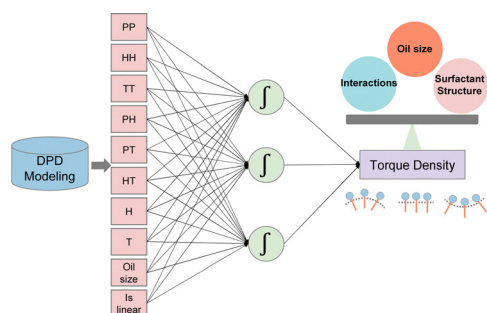 DPD
Modeling
PP
HH
TT
PH
PT
HT
H
T
Oil
size
Is
linear
∫
∫
∫
Interactions
Oil size
Surfactant
Structure
Torque Density